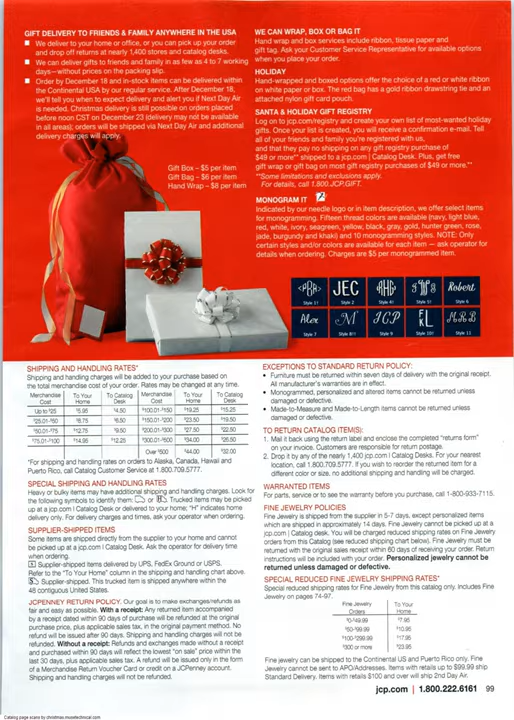 GIFT DELIVERY TO FRIENDS & FAMILY ANYWHERE IN THE USA
■ We deliver to your home or office, or you can pick up your order
and drop off returns at nearly 1,400 stores and catalog desks.
■ We can deliver gifts to friends and family in as few as 4 to 7 working
days—without prices on the packing slip.
■ Order by December 18 and in-stock items can be delivered within
the Continental USA by our regular service. After December 18,
we'll tell you when to expect delivery and alert you if Next Day Air
is needed. Christmas delivery is still possible on orders placed
before noon CST on December 23 (delivery may not be available
in all areas); orders will be shipped via Next Day Air and additional
delivery charges will apply.
Gift Box – $5 per item
Gift Bag – $6 per item
Hand Wrap – $8 per item
WE CAN WRAP, BOX OR BAG IT
Hand wrap and box services include ribbon, tissue paper and
gift tag. Ask your Customer Service Representative for available options
when you place your order.
HOLIDAY
Hand-wrapped and boxed options offer the choice of a red or white ribbon
on white paper or box. The red bag has a gold ribbon drawstring tie and an
attached nylon gift card pouch.
SANTA & HOLIDAY GIFT REGISTRY
Log on to jcp.com/registry and create your own list of most-wanted holiday
gifts. Once your list is created, you will receive a confirmation e-mail. Tell
all of your friends and family you're registered with us,
and that they pay no shipping on any gift registry purchase of
$49 or more** shipped to a jcp.com | Catalog Desk. Plus, get free
gift wrap or gift bag on most gift registry purchases of $49 or more.**
**Some limitations and exclusions apply.
For details, call 1.800.JCP.GIFT.
MONOGRAM IT
Indicated by our needle logo or in item description, we offer select items
for monogramming. Fifteen thread colors are available (navy, light blue,
red, white, ivory, seagreen, yellow, black, gray, gold, hunter green, rose,
jade, burgundy and khaki) and 10 monogramming styles. NOTE: Only
certain styles and/or colors are available for each item — ask operator for
details when ordering. Charges are $5 per monogrammed item.
JEC Robert
Style 2 Style 6
Alex M JCP FKL
Style 7 Style 9 Style 11
SHIPPING AND HANDLING RATES*
Shipping and handling charges will be added to your purchase based on
the total merchandise cost of your order. Rates may be changed at any time.
Merchandise Cost To Your Home To Catalog Desk Merchandise Cost To Your Home To Catalog Desk
Up to $25 $5.95 $4.50 $100.01-$150 $19.25 $15.25
$25.01-$50 $8.75 $6.50 $150.01-$200 $23.50 $19.50
$50.01-$75 $12.75 $9.50 $200.01-$300 $27.50 $22.50
$75.01-$100 $14.95 $12.25 $300.01-$500 $34.00 $26.50
Over $500 $44.00 $32.00
*For shipping and handling rates on orders to Alaska, Canada, Hawaii and
Puerto Rico, call Catalog Customer Service at 1.800.709.5777.
SPECIAL SHIPPING AND HANDLING RATES
Heavy or bulky items may have additional shipping and handling charges. Look for
the following symbols to identify them: or . Trucked items may be picked
up at a jcp.com | Catalog Desk or delivered to your home; "H" indicates home
delivery only. For delivery charges and times, ask your operator when ordering.
SUPPLIER-SHIPPED ITEMS
Some items are shipped directly from the supplier to your home and cannot
be picked up at a jcp.com | Catalog Desk. Ask the operator for delivery time
when ordering.
Supplier-shipped items delivered by UPS, FedEx Ground or USPS.
Refer to the "To Your Home" column in the shipping and handling chart above.
Supplier-shipped. This trucked item is shipped anywhere within the
48 contiguous United States.
JCPENNEY RETURN POLICY. Our goal is to make exchanges/refunds as
fair and easy as possible. With a receipt: Any returned item accompanied
by a receipt dated within 90 days of purchase will be refunded at the original
purchase price, plus applicable sales tax, in the original payment method. No
refund will be issued after 90 days. Shipping and handling charges will not be
refunded. Without a receipt: Refunds and exchanges made without a receipt
and purchased within 90 days will reflect the lowest "on sale" price within the
last 30 days, plus applicable sales tax. A refund will be issued only in the form
of a Merchandise Return Voucher Card or credit on a JCPenney account.
Shipping and handling charges will not be refunded.
EXCEPTIONS TO STANDARD RETURN POLICY:
• Furniture must be returned within seven days of delivery with the original receipt.
All manufacturer's warranties are in effect.
• Monogrammed, personalized and altered items cannot be returned unless
damaged or defective.
• Made-to-Measure and Made-to-Length items cannot be returned unless
damaged or defective.
TO RETURN CATALOG ITEM(S):
1. Mail it back using the return label and enclose the completed "returns form"
on your invoice. Customers are responsible for return postage.
2. Drop it by any of the nearly 1,400 jcp.com I Catalog Desks. For your nearest
location, call 1.800.709.5777. If you wish to reorder the returned item for a
different color or size, no additional shipping and handling will be charged.
WARRANTED ITEMS
For parts, service or to see the warranty before you purchase, call 1-800-933-7115.
FINE JEWELRY POLICIES
Fine Jewelry is shipped from the supplier in 5-7 days, except personalized items
which are shipped in approximately 14 days. Fine Jewelry cannot be picked up at a
jcp.com | Catalog desk. You will be charged reduced shipping rates on Fine Jewelry
orders from this Catalog (see reduced shipping chart below). Fine Jewelry must be
returned with the original sales receipt within 60 days of receiving your order. Return
instructions will be included with your order. Personalized jewelry cannot be
returned unless damaged or defective.
SPECIAL REDUCED FINE JEWELRY SHIPPING RATES*
Special reduced shipping rates for Fine Jewelry from this catalog only. Includes Fine
Jewelry on pages 74-97.
Fine Jewelry Orders To Your Home
$0-$49.99 $7.95
$50-$99.99 $10.95
$100-$299.99 $17.95
$300 or more $23.95
Fine jewelry can be shipped to the Continental US and Puerto Rico only; Fine
Jewelry cannot be sent to APO/Addresses. Items with retails up to $99.99 ship
Standard Delivery. Items with retails $100 and over will ship 2nd Day Air.
jcp.com | 1.800.222.6161 99
Catalog page scans by christmas.musetechnical.com